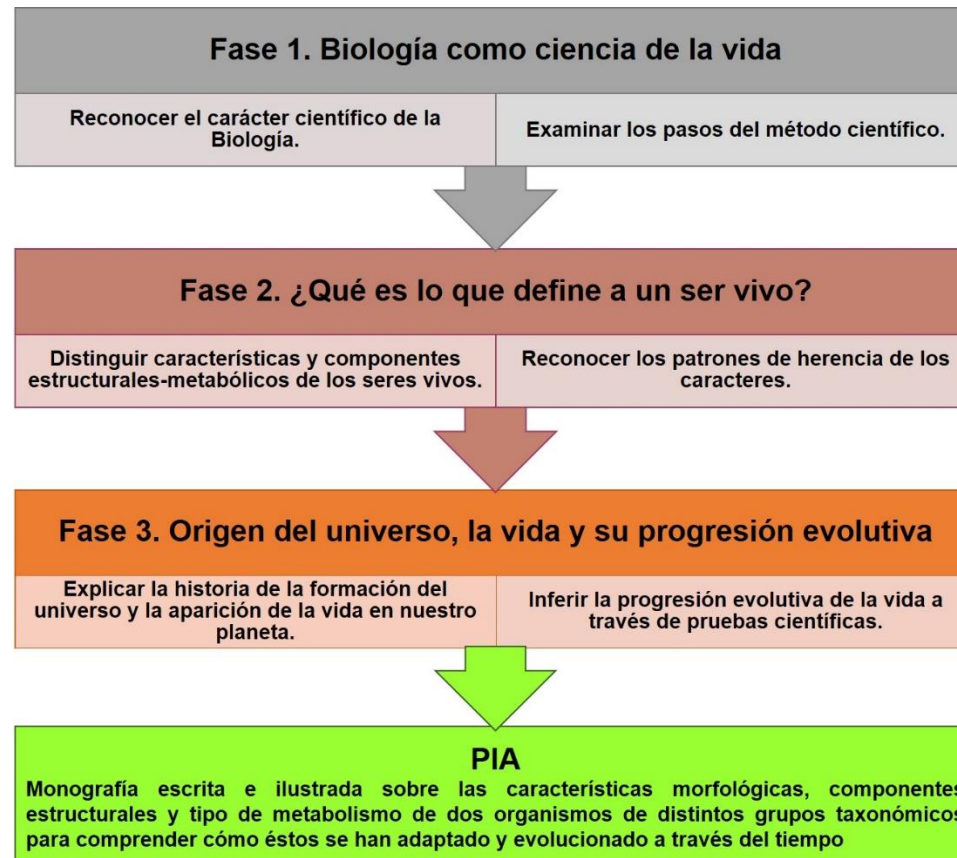 Fase 1. Biología como ciencia de la vida
Reconocer el carácter científico de la
Biología.
Examinar los pasos del método científico.
Fase 2. ¿Qué es lo que define a un ser vivo?
Distinguir características y componentes
estructurales-metabólicos de los seres vivos.
Reconocer los patrones de herencia de los
caracteres.
Fase 3. Origen del universo, la vida y su progresión evolutiva
Explicar la historia de la formación del
universo y la aparición de la vida en nuestro
planeta.
Inferir la progresión evolutiva de la vida a
través de pruebas científicas.
PIA
Monografía escrita e ilustrada sobre las características morfológicas, componentes
estructurales y tipo de metabolismo de dos organismos de distintos grupos taxonómicos
para comprender cómo éstos se han adaptado y evolucionado a través del tiempo